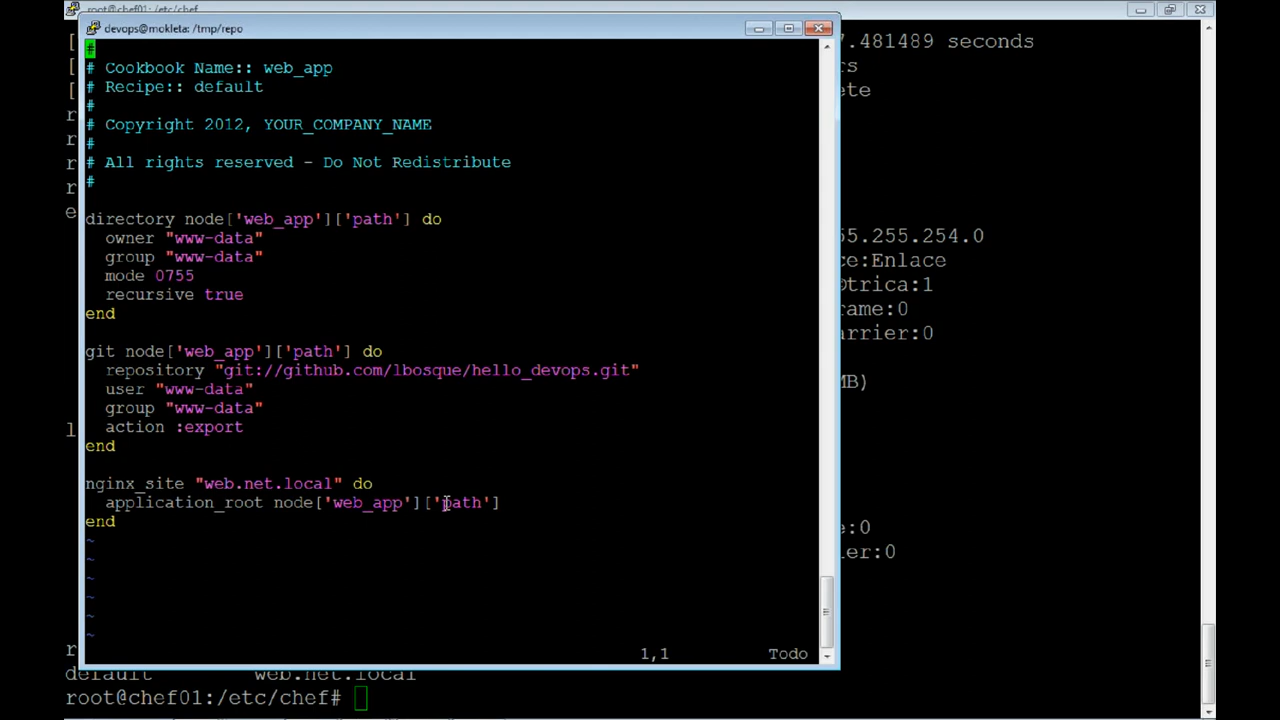 root@chef01: /etc/chef
devops@mokleta: /tmp/repo
#
# Cookbook Name:: web_app
# Recipe:: default
#
# Copyright 2012, YOUR_COMPANY_NAME
#
# All rights reserved - Do Not Redistribute
#
directory node['web_app']['path'] do
owner "www-data"
group "www-data"
mode 0755
recursive true
end
git node['web_app']['path'] do
repository "git://github.com/lbosque/hello_devops.git"
user "www-data"
group "www-data"
action :export
end
nginx_site "web.net.local" do
application_root node['web_app']['path']
end
~
~
~
~
~
~
1,1 Todo
[
[
[
r
r
r
r
e
l
r
7.481489 seconds
rs
ete
55.255.254.0
ce:Enlace
©trica:1
rame:0
arrier:0
MB)
e:0
ier:0
default web.net.local
root@chef01:/etc/chef#